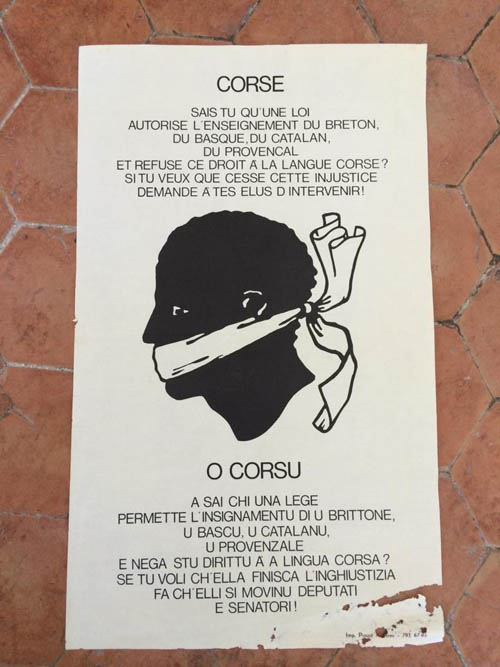 CORSE
SAIS TU QU'UNE LOI
AUTORISE L'ENSEIGNEMENT DU BRETON,
DU BASQUE, DU CATALAN,
DU PROVENCAL
ET REFUSE CE DROIT A LA LANGUE CORSE ?
SI TU VEUX QUE CESSE CETTE INJUSTICE
DEMANDE A TES ELUS D INTERVENIR !
O CORSU
A SAI CHI UNA LEGE
PERMETTE L'INSIGNAMENTU DI U BRITTONE,
U BASCU, U CATALANU,
U PROVENZALE
E NEGA STU DIRITTU A A LINGUA CORSA ?
SE TU VOLI CH'ELLA FINISCA L'INGHIUSTIZIA
FA CH'ELLI SI MOVINU DEPUTATI
E SENATORI !
Imp.